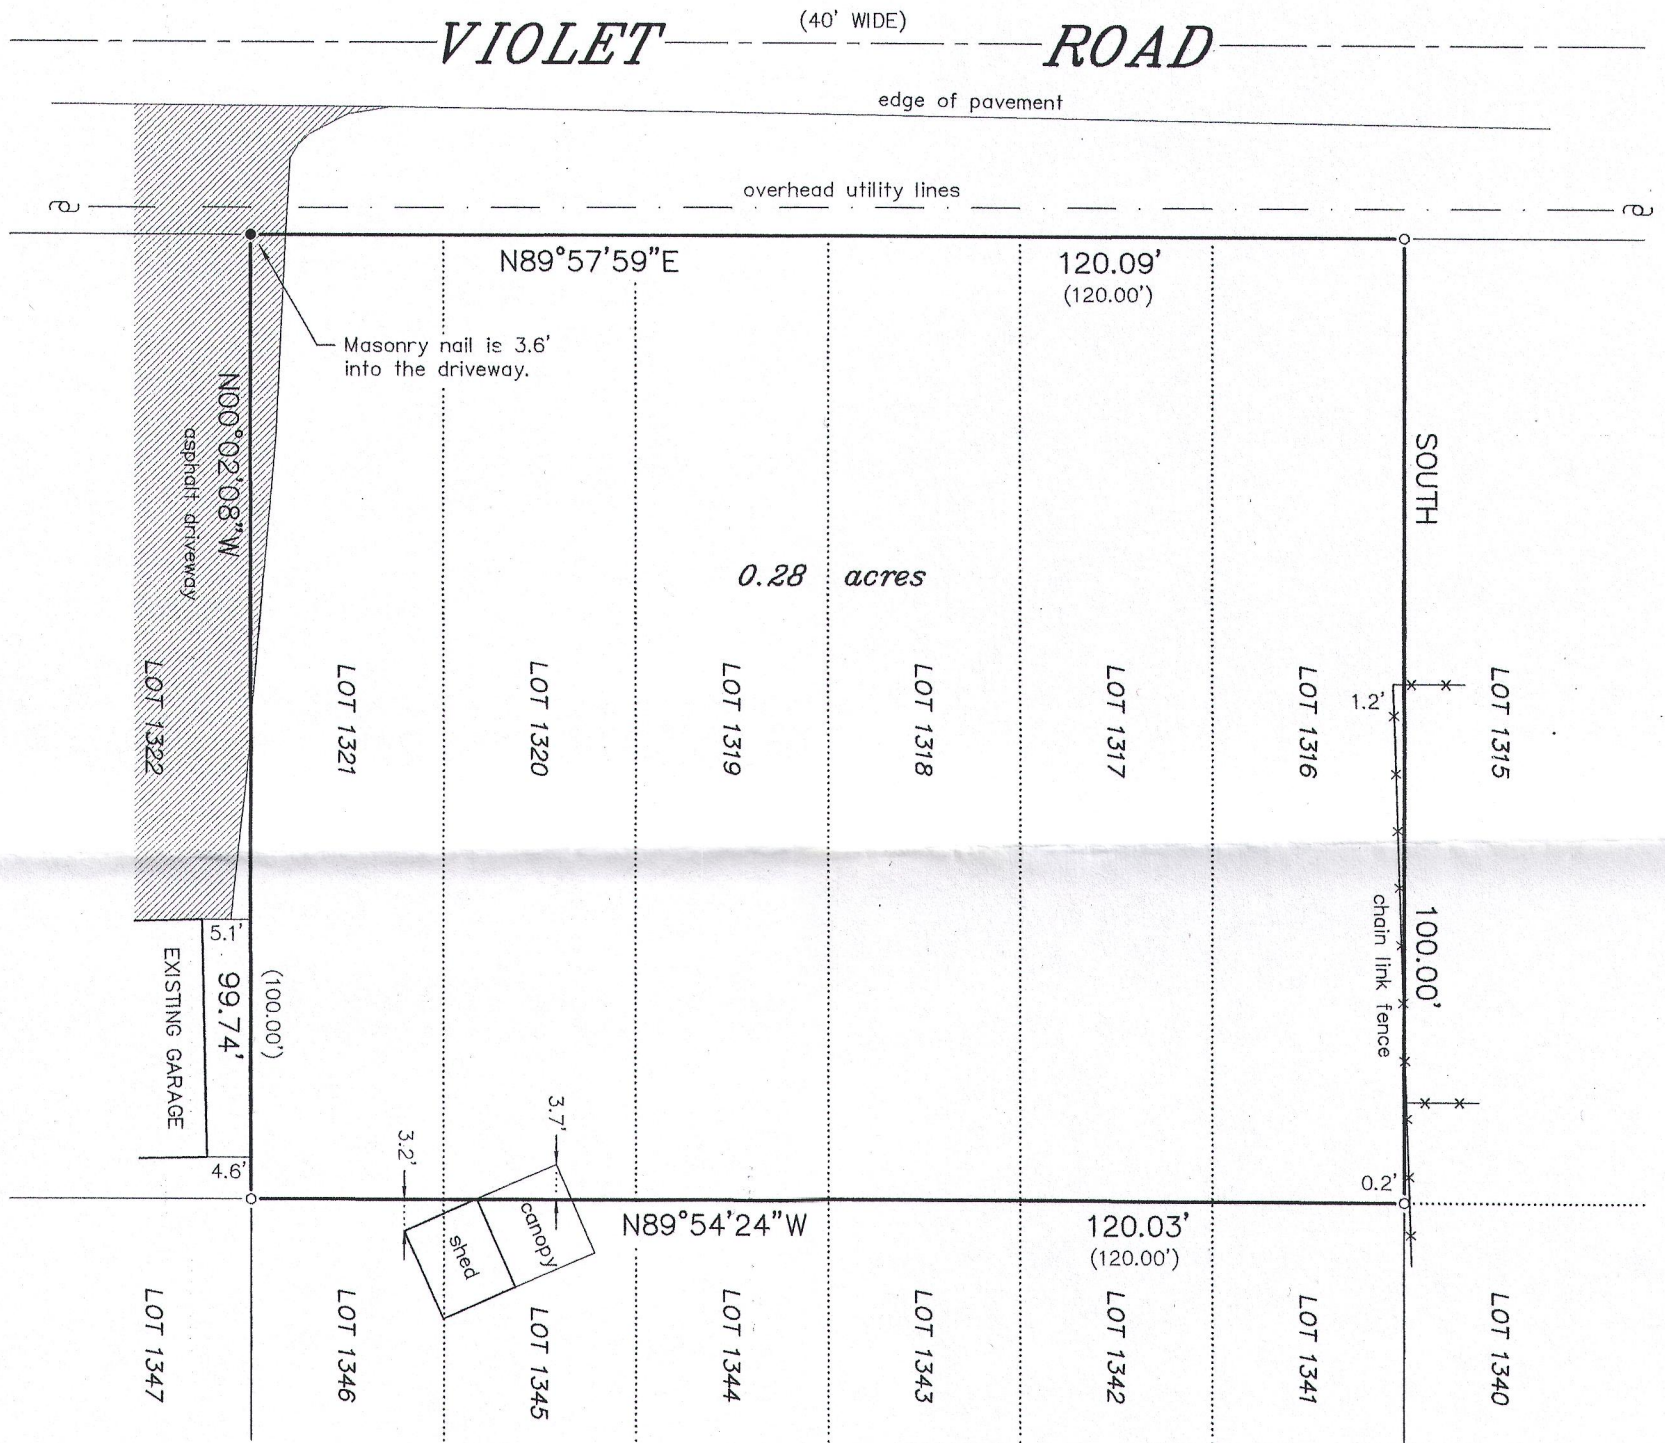 (40' WIDE)
VIOLET ROAD
edge of pavement
overhead utility lines
N89°57'59"E
120.09'
(120.00')
Masonry nail is 3.6'
into the driveway.
N00°02'08"W
asphalt driveway
SOUTH
0.28 acres
LOT 1322
LOT 1321
LOT 1320
LOT 1319
LOT 1318
LOT 1317
LOT 1316
LOT 1315
1.2'
100.00'
chain link fence
5.1'
99.74'
(100.00')
EXISTING GARAGE
4.6'
3.2'
3.7'
0.2'
canopy
shed
N89°54'24"W
120.03'
(120.00')
LOT 1347
LOT 1346
LOT 1345
LOT 1344
LOT 1343
LOT 1342
LOT 1341
LOT 1340